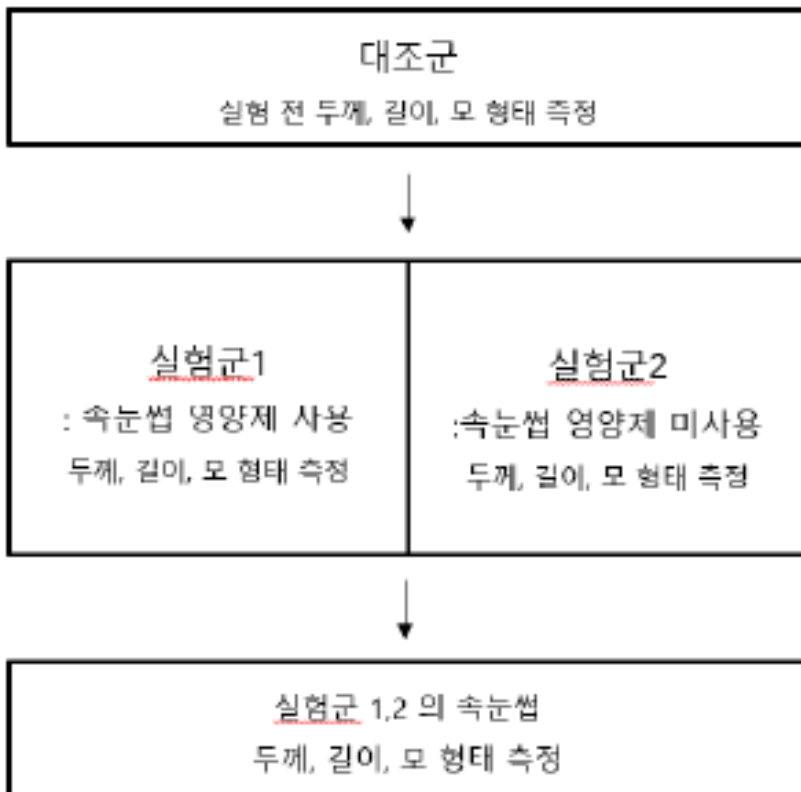 대조군
실험 전 두께, 길이, 모 형태 측정
실험군1
: 속눈썹 영양제 사용
두께, 길이, 모 형태 측정
실험군2
:속눈썹 영양제 미사용
두께, 길이, 모 형태 측정
실험군 1,2 의 속눈썹
두께, 길이, 모 형태 측정